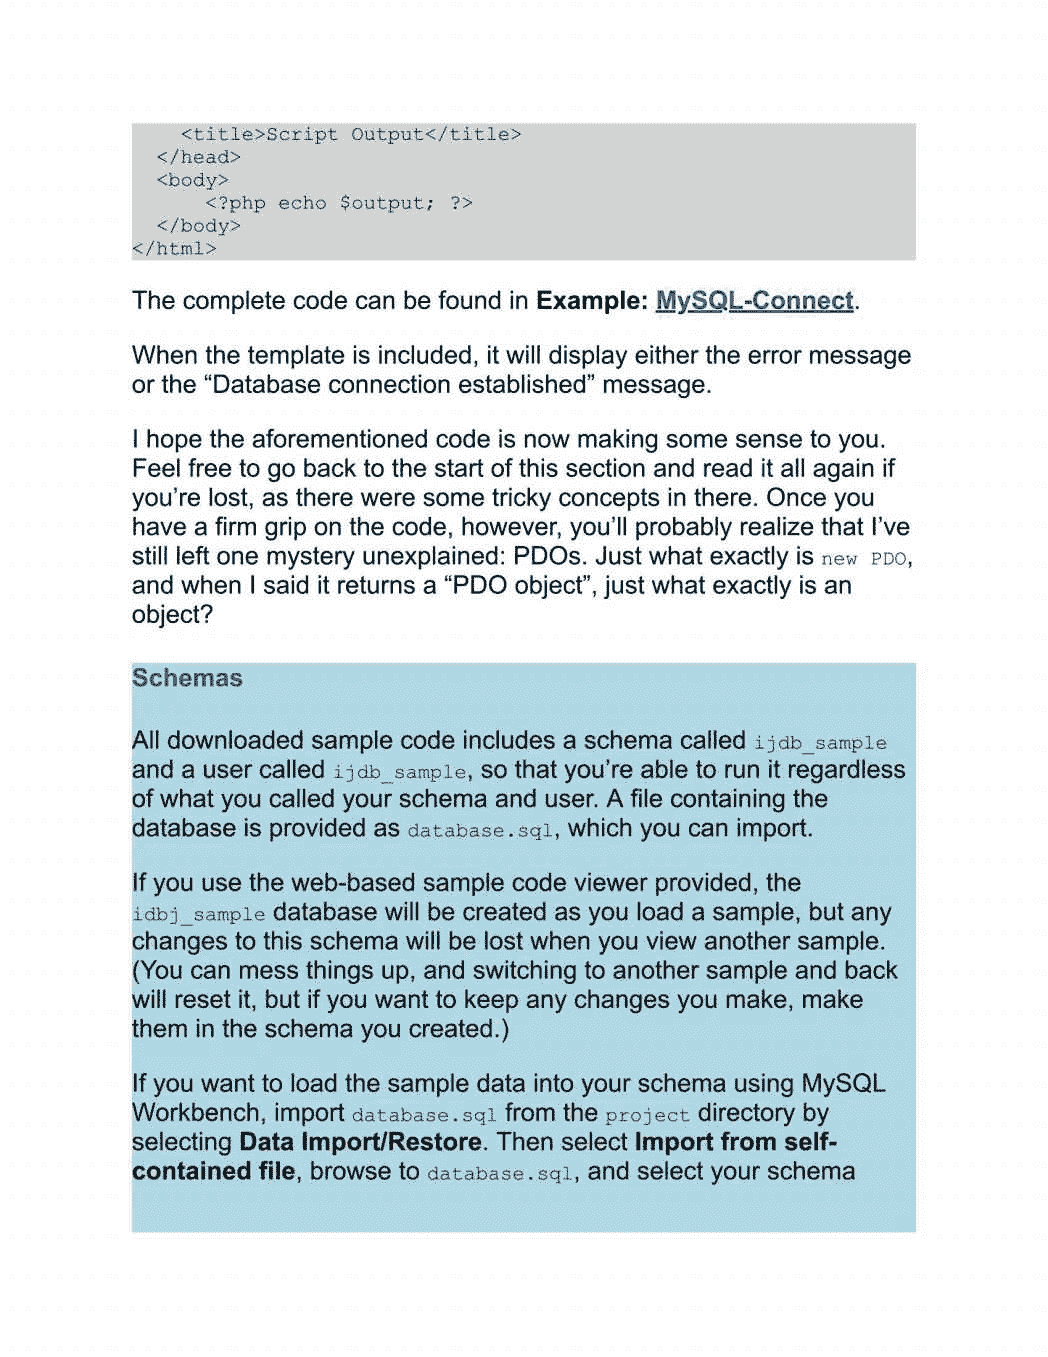 <title>Script Output</title>
</head>
<body>
<?php echo $output; ?>
</body>
</html>
The complete code can be found in Example: MySQL-Connect.
When the template is included, it will display either the error message
or the “Database connection established” message.
I hope the aforementioned code is now making some sense to you.
Feel free to go back to the start of this section and read it all again if
you’re lost, as there were some tricky concepts in there. Once you
have a firm grip on the code, however, you’ll probably realize that I’ve
still left one mystery unexplained: PDOs. Just what exactly is new PDO,
and when I said it returns a “PDO object”, just what exactly is an
object?
Schemas
All downloaded sample code includes a schema called ijdb_sample
and a user called ijdb_sample, so that you’re able to run it regardless
of what you called your schema and user. A file containing the
database is provided as database.sql, which you can import.
If you use the web-based sample code viewer provided, the
idbj_sample database will be created as you load a sample, but any
changes to this schema will be lost when you view another sample.
(You can mess things up, and switching to another sample and back
will reset it, but if you want to keep any changes you make, make
them in the schema you created.)
If you want to load the sample data into your schema using MySQL
Workbench, import database.sql from the project directory by
selecting Data Import/Restore. Then select Import from self-
contained file, browse to database.sql, and select your schema